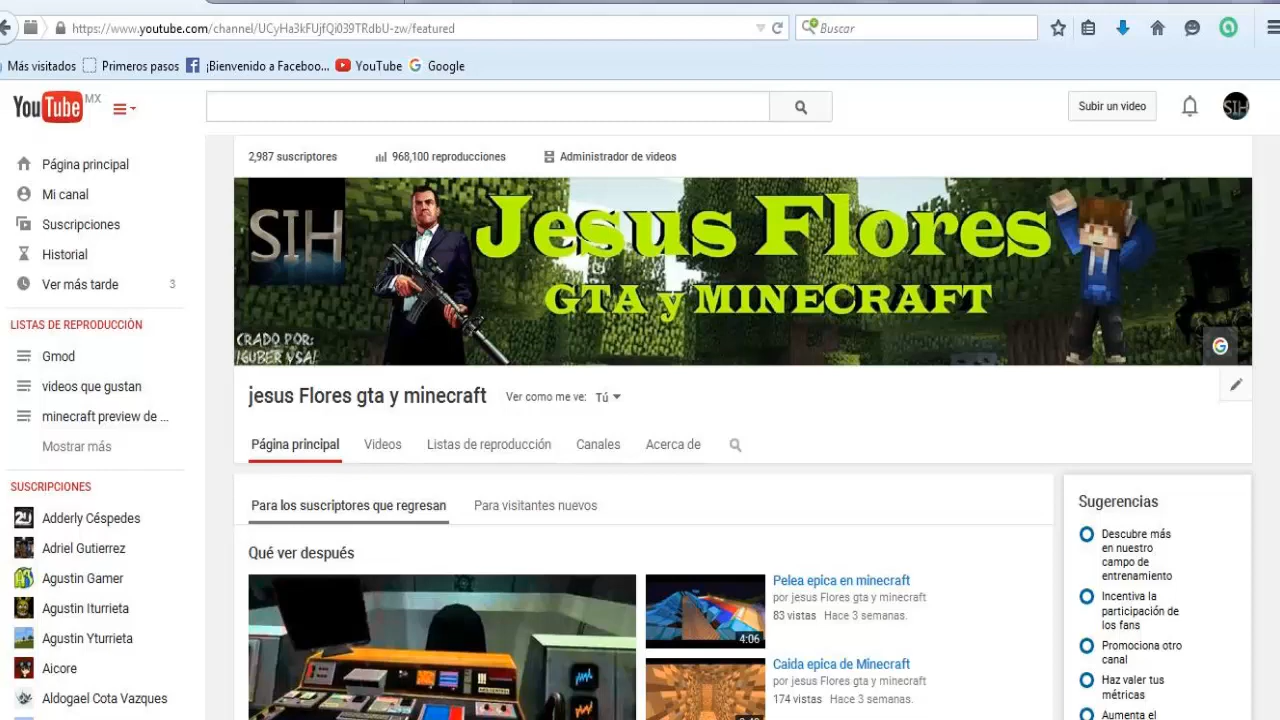 https://www.youtube.com/channel/UCyHa3kFUjfQi039TRdbU-zw/featured
Buscar
Más visitados
Primeros pasos
¡Bienvenido a Faceboo...
YouTube
Google
YouTube MX
Subir un video
SIH
Página principal
Mi canal
Suscripciones
Historial
Ver más tarde 3
LISTAS DE REPRODUCCIÓN
Gmod
videos que gustan
minecraft preview de ...
Mostrar más
SUSCRIPCIONES
Adderly Céspedes
Adriel Gutierrez
Agustin Gamer
Agustin Iturrieta
Agustin Yturrieta
Aicore
Aldogael Cota Vazques
2,987 suscriptores
968,100 reproducciones
Administrador de videos
SIH
Jesus Flores
GTA y MINECRAFT
CRADO POR:
jesus Flores gta y minecraft
Ver como me ve: Tú
Página principal
Videos
Listas de reproducción
Canales
Acerca de
Para los suscriptores que regresan
Para visitantes nuevos
Qué ver después
4:06
Pelea epica en minecraft
por jesus Flores gta y minecraft
83 vistas Hace 3 semanas.
Caida epica de Minecraft
por jesus Flores gta y minecraft
174 vistas Hace 3 semanas.
Sugerencias
Descubre más
en nuestro
campo de
entrenamiento
Incentiva la
participación de
los fans
Promociona otro
canal
Haz valer tus
métricas
Aumenta el